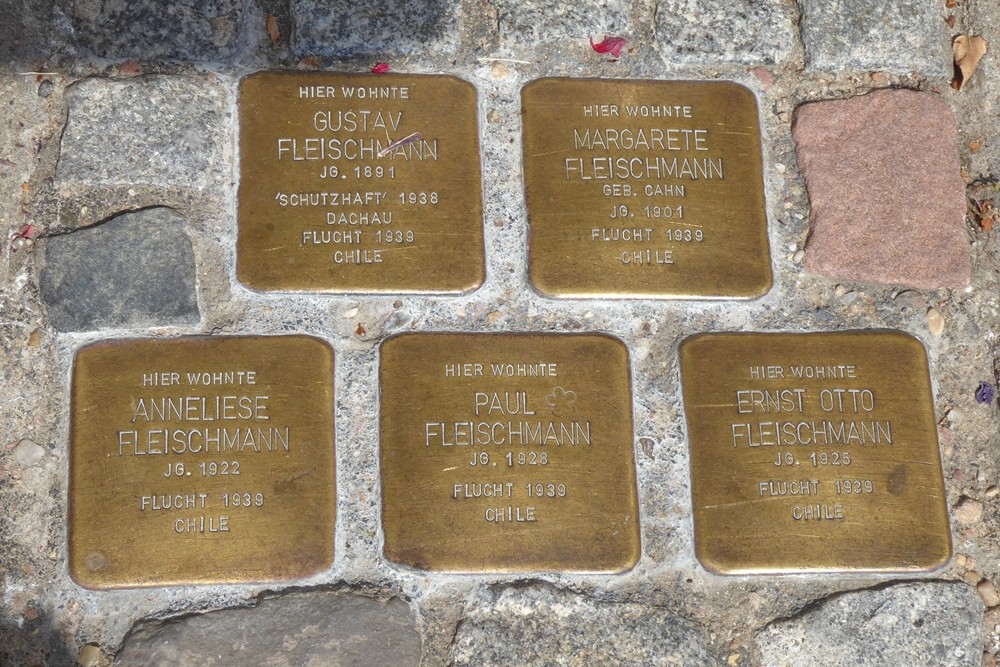 HIER WOHNTE
GUSTAV
FLEISCHMANN
JG. 1891
'SCHUTZHAFT' 1938
DACHAU
FLUCHT 1939
CHILE
HIER WOHNTE
MARGARETE
FLEISCHMANN
GEB. CAHN
JG. 1901
FLUCHT 1939
CHILE
HIER WOHNTE
ANNELIESE
FLEISCHMANN
JG. 1922
FLUCHT 1939
CHILE
HIER WOHNTE
PAUL
FLEISCHMANN
JG. 1928
FLUCHT 1939
CHILE
HIER WOHNTE
ERNST OTTO
FLEISCHMANN
JG. 1925
FLUCHT 1939
CHILE